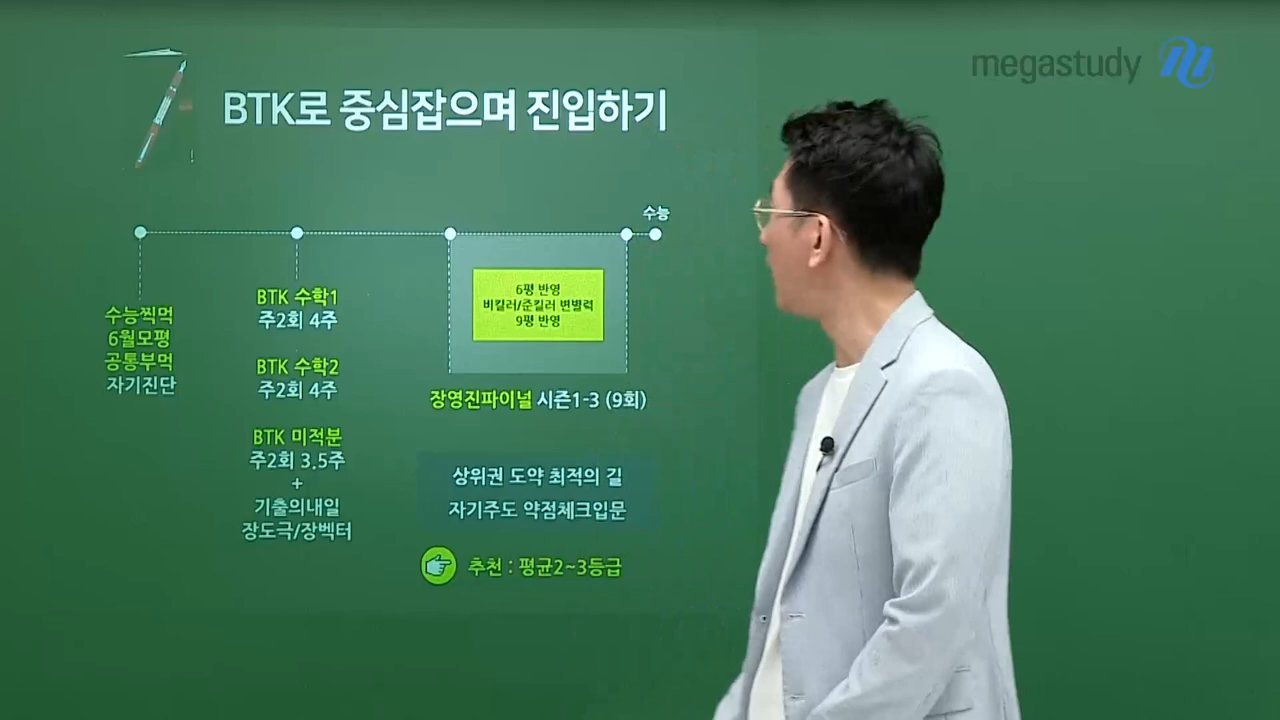 megastudy
7
BTK로 중심잡으며 진입하기
수능
수능찍먹
6월모평
공통부먹
자기진단
BTK 수학1
주2회 4주
BTK 수학2
주2회 4주
BTK 미적분
주2회 3.5주
+
기출의내일
장도극/장벡터
6평 반영
비킬러/준킬러 변별력
9평 반영
장영진파이널 시즌1-3 (9회)
상위권 도약 최적의 길
자기주도 약점체크입문
추천 : 평균2~3등급